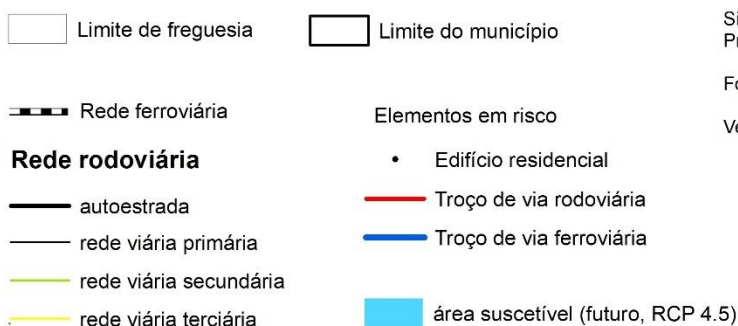 Limite de freguesia
Limite do município
Rede ferroviária
Rede rodoviária
autoestrada
rede viária primária
rede viária secundária
rede viária terciária
Elementos em risco
Edifício residencial
Troço de via rodoviária
Troço de via ferroviária
área suscetível (futuro, RCP 4.5)